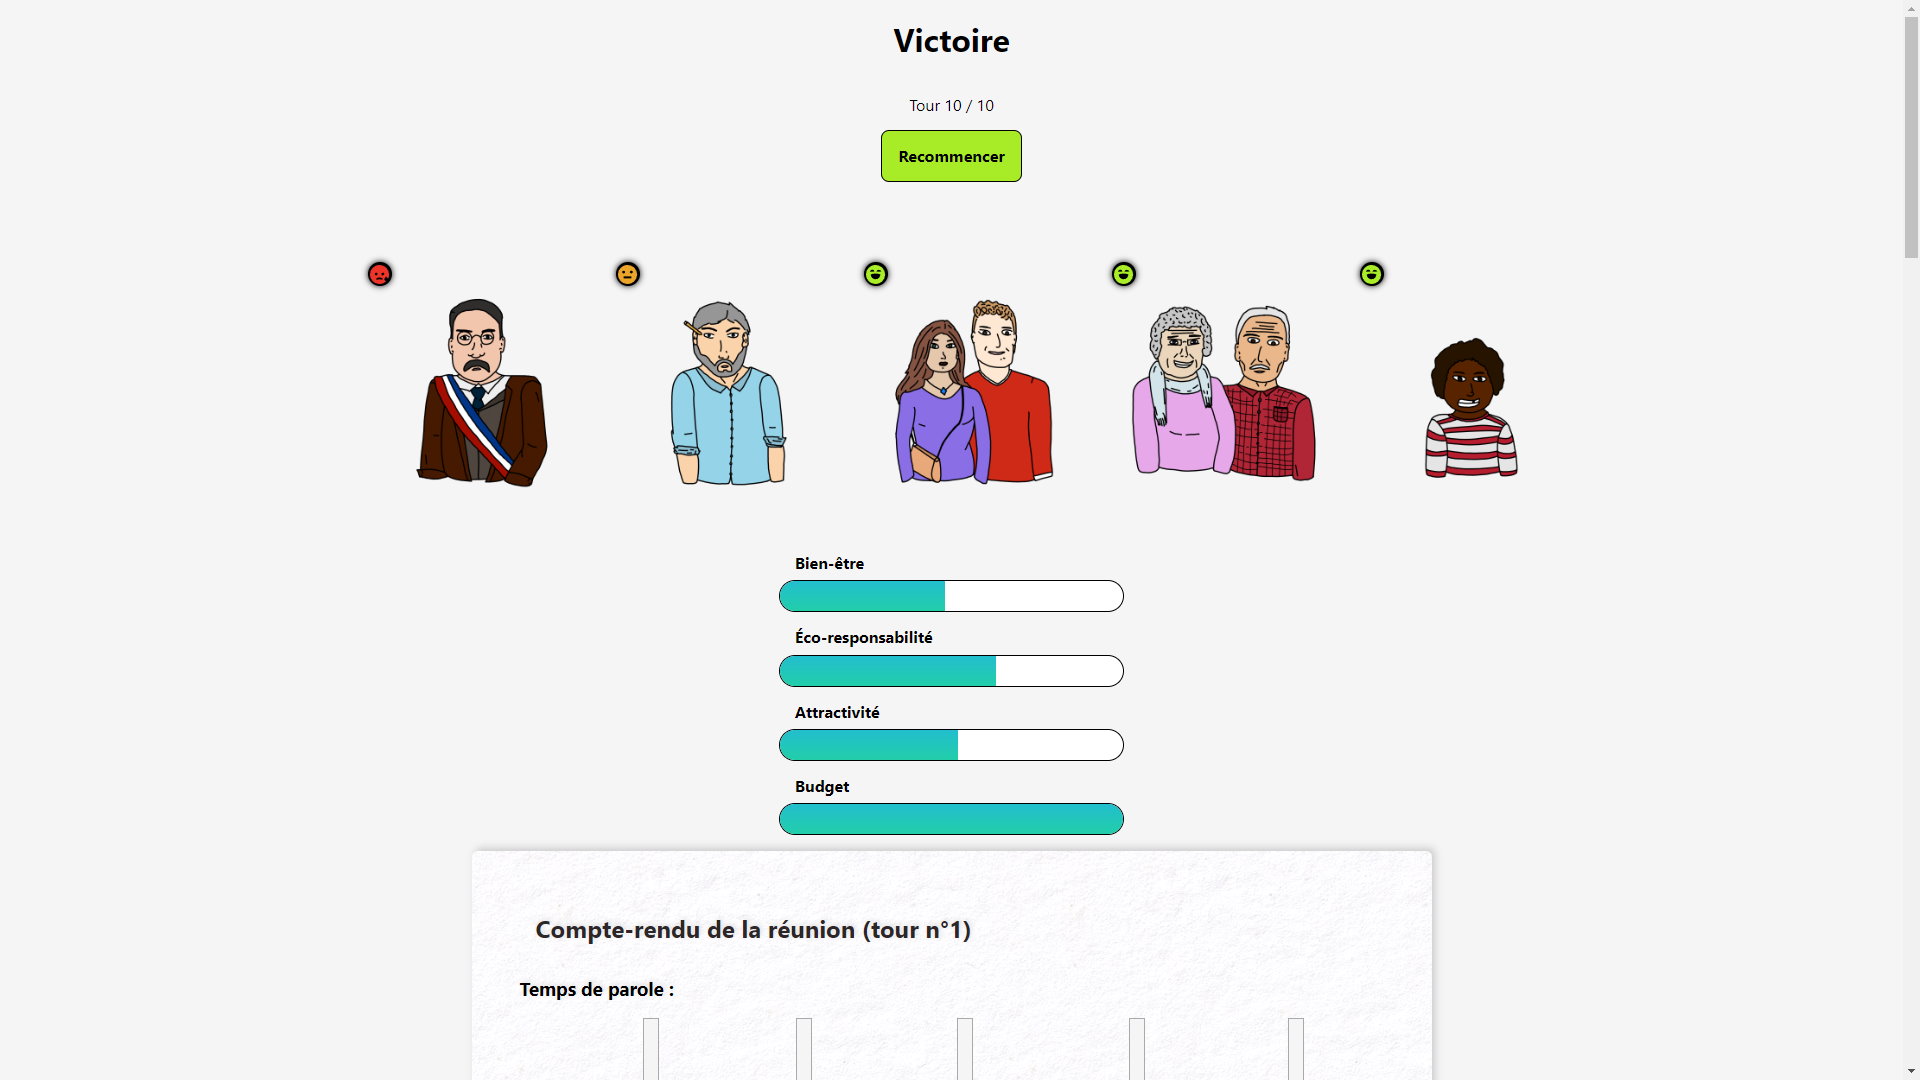 Victoire
Tour 10 / 10
Recommencer
Bien-être
Éco-responsabilité
Attractivité
Budget
Compte-rendu de la réunion (tour n°1)
Temps de parole :